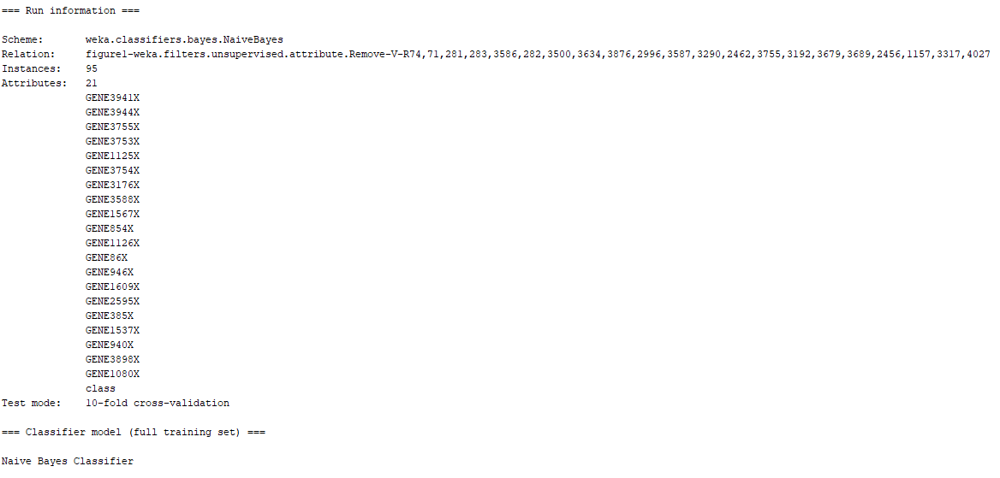 === Run information ===
Scheme: weka.classifiers.bayes.NaiveBayes
Relation: figure1-weka.filters.unsupervised.attribute.Remove-V-R74,71,281,283,3586,282,3500,3634,3876,2996,3587,3290,2462,3755,3192,3679,3689,2456,1157,3317,4027
Instances: 95
Attributes: 21
GENE3941X
GENE3944X
GENE3755X
GENE3753X
GENE1125X
GENE3754X
GENE3176X
GENE3588X
GENE1567X
GENE854X
GENE1126X
GENE86X
GENE946X
GENE1609X
GENE2595X
GENE385X
GENE1537X
GENE940X
GENE3898X
GENE1080X
class
Test mode: 10-fold cross-validation
=== Classifier model (full training set) ===
Naive Bayes Classifier